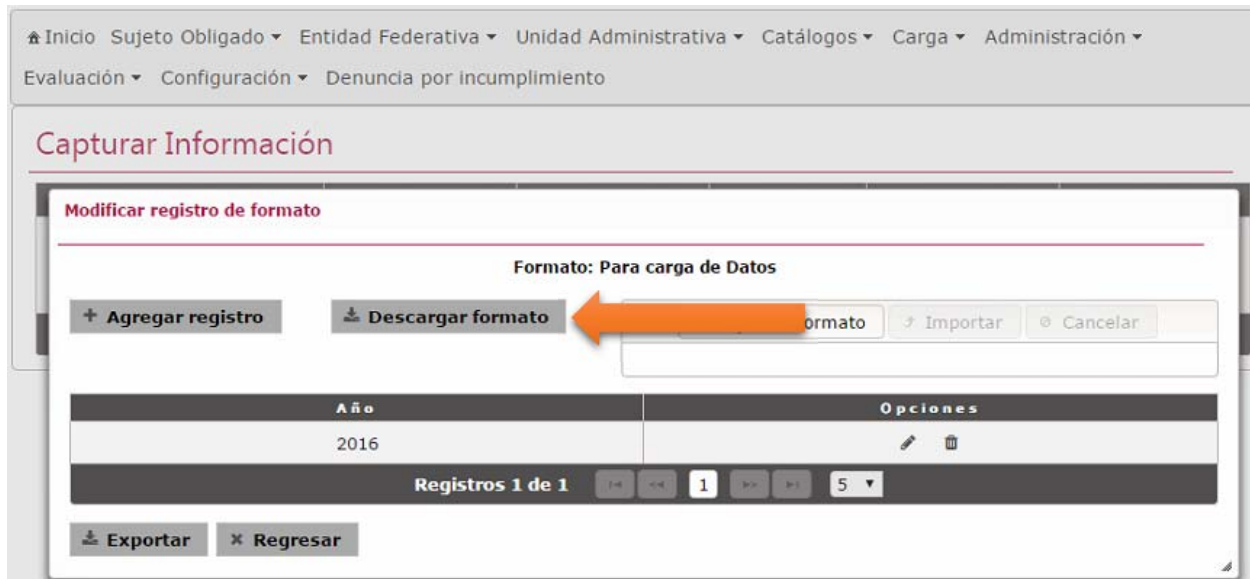 Inicio Sujeto Obligado Entidad Federativa Unidad Administrativa Catálogos Carga Administración
Evaluación Configuración Denuncia por incumplimiento
Capturar Información
Modificar registro de formato
Formato: Para carga de Datos
+ Agregar registro Descargar formato Importar Cancelar
Año Opciones
2016
Registros 1 de 1 1 5
Exportar Regresar